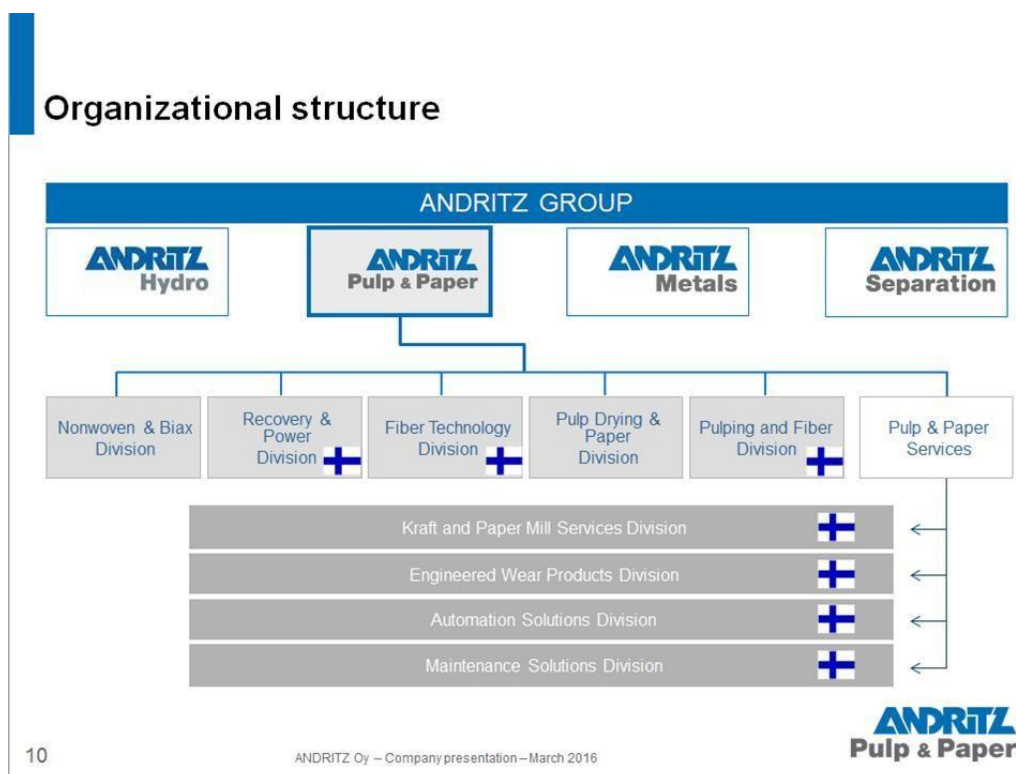 Organizational structure
ANDRITZ GROUP
ANDRITZ
Hydro
ANDRITZ
Pulp & Paper
ANDRITZ
Metals
ANDRITZ
Separation
Nonwoven & Biax
Division
Recovery &
Power
Division
Fiber Technology
Division
Pulp Drying &
Paper
Division
Pulping and Fiber
Division
Pulp & Paper
Services
Kraft and Paper Mill Services Division
Engineered Wear Products Division
Automation Solutions Division
Maintenance Solutions Division
10
ANDRITZ Oy – Company presentation – March 2016
ANDRITZ
Pulp & Paper